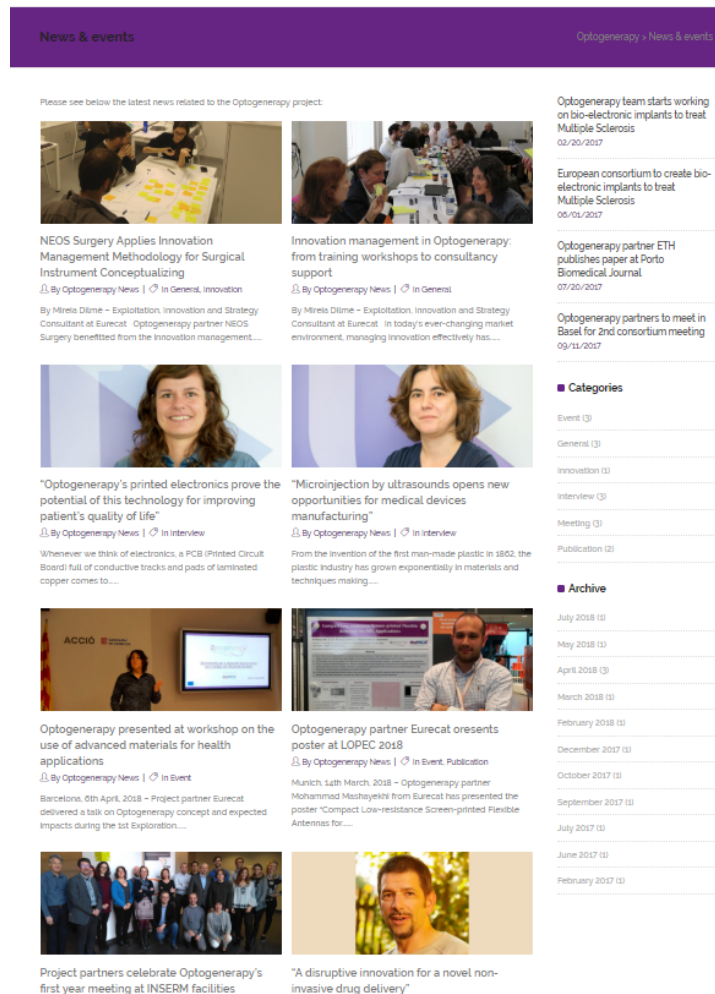 News & events
Optogenerapy > News & events
Please see below the latest news related to the Optogenerapy project:
NEOS Surgery Applies Innovation
Management Methodology for Surgical
Instrument Conceptualizing
By Optogenerapy News | In General, Innovation
By Mirela Dilmé – Exploitation, Innovation and Strategy
Consultant at Eurecat Optogenerapy partner NEOS
Surgery benefitted from the innovation management......
Innovation management in Optogenerapy:
from training workshops to consultancy
support
By Optogenerapy News | In General
By Mirela Dilme – Exploitation, Innovation and Strategy
Consultant at Eurecat In today's ever-changing market
environment, managing innovation effectively has......
"Optogenerapy's printed electronics prove the
potential of this technology for improving
patient's quality of life"
By Optogenerapy News | In Interview
Whenever we think of electronics, a PCB (Printed Circuit
Board) full of conductive tracks and pads of laminated
copper comes to......
"Microinjection by ultrasounds opens new
opportunities for medical devices
manufacturing"
By Optogenerapy News | In Interview
From the invention of the first man-made plastic in 1862, the
plastic industry has grown exponentially in materials and
techniques making......
ACCIÓ
Optogenerapy presented at workshop on the
use of advanced materials for health
applications
By Optogenerapy News | In Event
Barcelona, 6th April, 2018 – Project partner Eurecat
delivered a talk on Optogenerapy concept and expected
impacts during the 1st Exploration......
Optogenerapy partner Eurecat oresents
poster at LOPEC 2018
By Optogenerapy News | In Event, Publication
Munich, 14th March, 2018 – Optogenerapy partner
Mohammad Mashayekhi from Eurecat has presented the
poster "Compact Low-resistance Screen-printed Flexible
Antennas for......
Project partners celebrate Optogenerapy's
first year meeting at INSERM facilities
"A disruptive innovation for a novel non-
invasive drug delivery"
Optogenerapy team starts working
on bio-electronic implants to treat
Multiple Sclerosis
02/20/2017
European consortium to create bio-
electronic implants to treat
Multiple Sclerosis
06/01/2017
Optogenerapy partner ETH
publishes paper at Porto
Biomedical Journal
07/20/2017
Optogenerapy partners to meet in
Basel for 2nd consortium meeting
09/11/2017
Categories
Event (3)
General (3)
Innovation (1)
Interview (3)
Meeting (3)
Publication (2)
Archive
July 2018 (1)
May 2018 (1)
April 2018 (3)
March 2018 (1)
February 2018 (1)
December 2017 (1)
October 2017 (1)
September 2017 (1)
July 2017 (1)
June 2017 (1)
February 2017 (1)